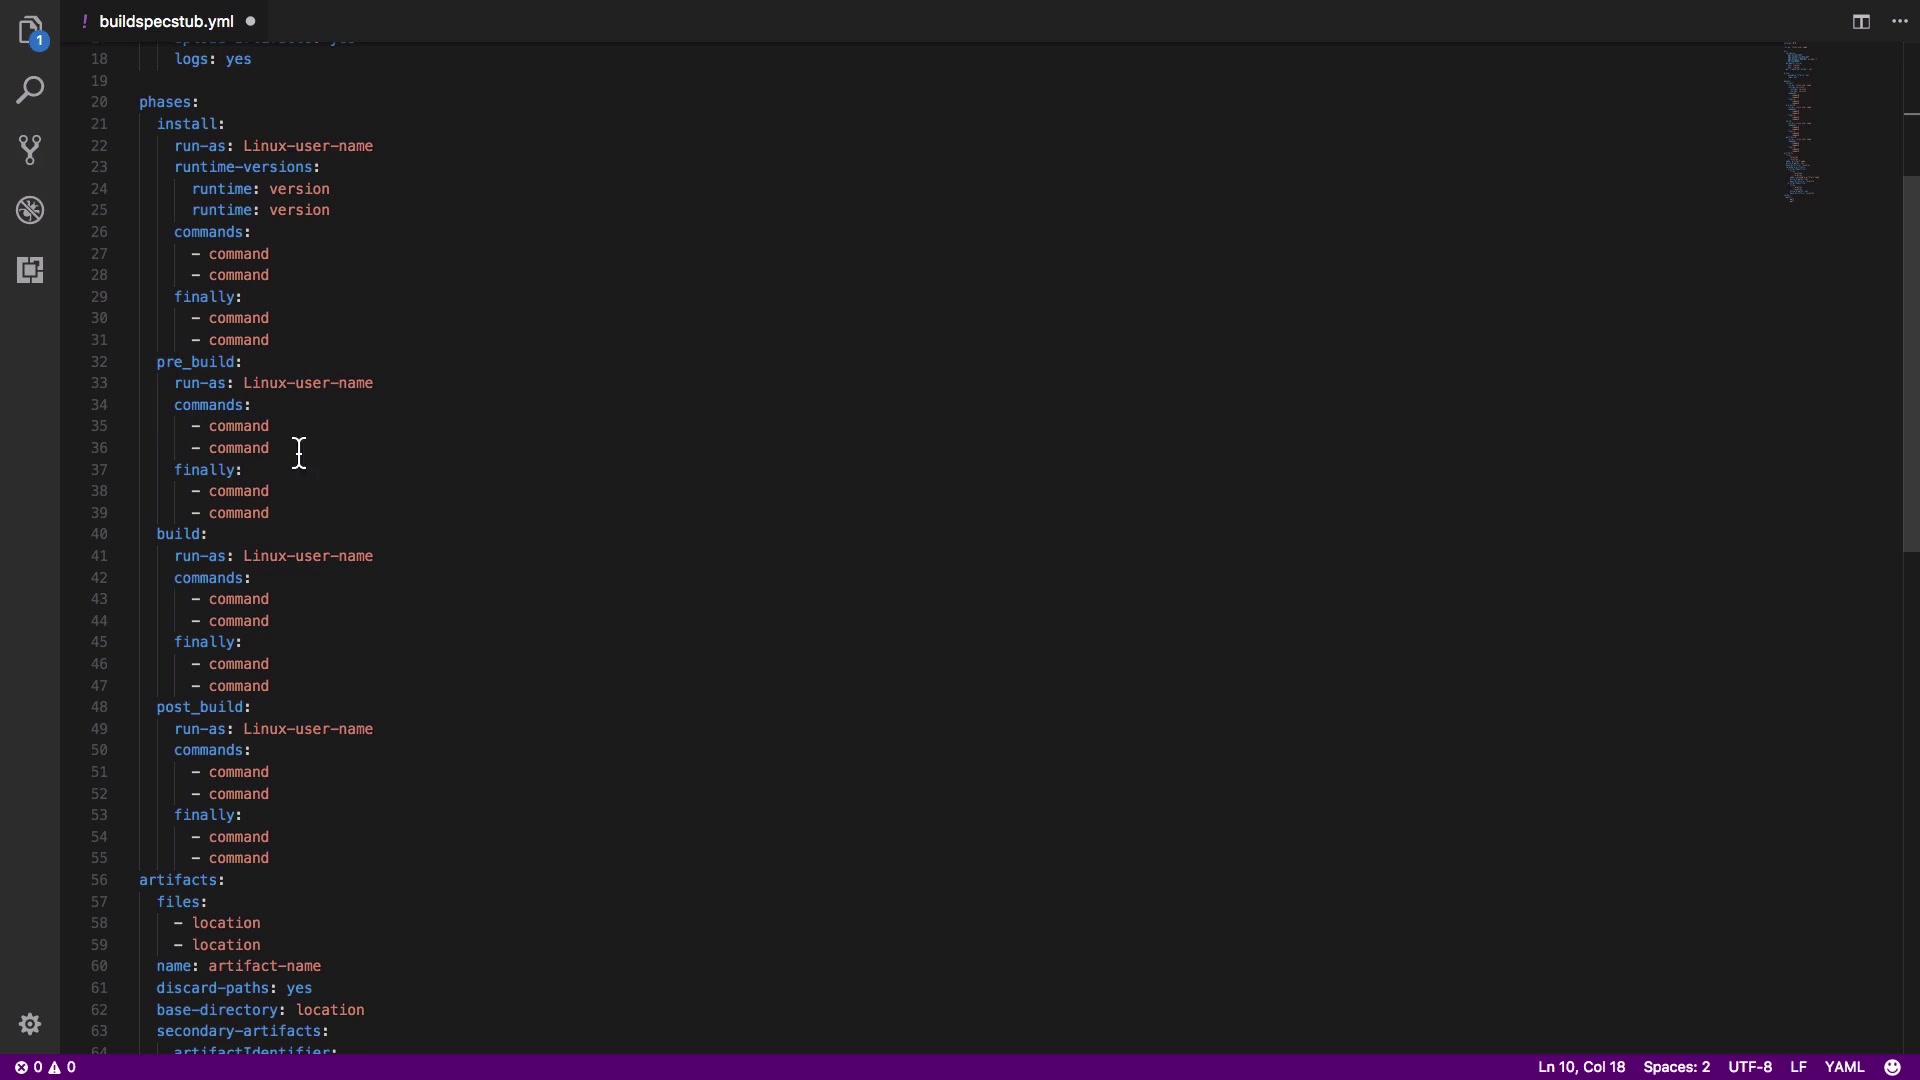 1
! buildspecstub.yml
18 logs: yes
19
20 phases:
21 install:
22 run-as: Linux-user-name
23 runtime-versions:
24 runtime: version
25 runtime: version
26 commands:
27 - command
28 - command
29 finally:
30 - command
31 - command
32 pre_build:
33 run-as: Linux-user-name
34 commands:
35 - command
36 - command
37 finally:
38 - command
39 - command
40 build:
41 run-as: Linux-user-name
42 commands:
43 - command
44 - command
45 finally:
46 - command
47 - command
48 post_build:
49 run-as: Linux-user-name
50 commands:
51 - command
52 - command
53 finally:
54 - command
55 - command
56 artifacts:
57 files:
58 - location
59 - location
60 name: artifact-name
61 discard-paths: yes
62 base-directory: location
63 secondary-artifacts:
64 artifactIdentifier:
0 0 Ln 10, Col 18 Spaces: 2 UTF-8 LF YAML